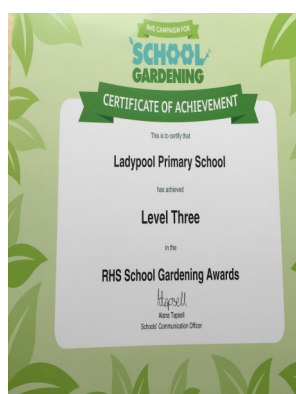 RHS CAMPAIGN FOR
SCHOOL
GARDENING
CERTIFICATE OF ACHIEVEMENT
This is to certify that
Ladypool Primary School
has achieved
Level Three
in the
RHS School Gardening Awards
Alana Tapsell
Schools' Communication Officer